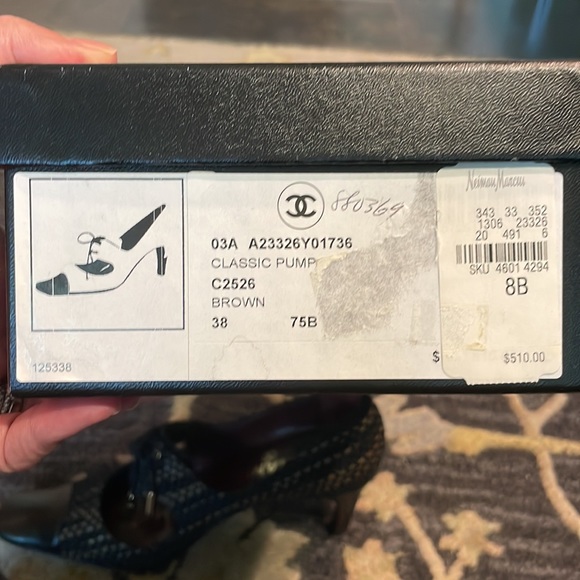 880369
03A A23326Y01736
CLASSIC PUMP
C2526
BROWN
38 75B
125338
$
Neiman Marcus
343 33 352
1306 23326
20 491 6
SKU 4601 4294
8B
$510.00